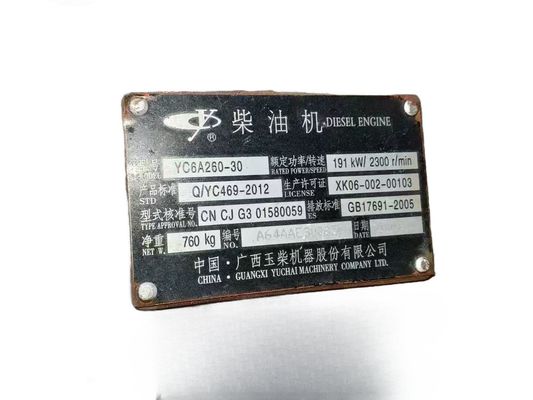 柴油机 DIESEL ENGINE
型号 MODEL YC6A260-30 额定功率/转速 RATED POWER/SPEED 191 kW/ 2300 r/min
产品标准 STD Q/YC469-2012 生产许可证 LICENSE XK06-002-00103
型式核准号 CN CJ G3 01580059 排放标准 GB17691-2005
净重 NET W. 760 kg 编号 NO. 日期
中国·广西玉柴机器股份有限公司
CHINA· GUANGXI YUCHAI MACHINERY COMPANY LTD.